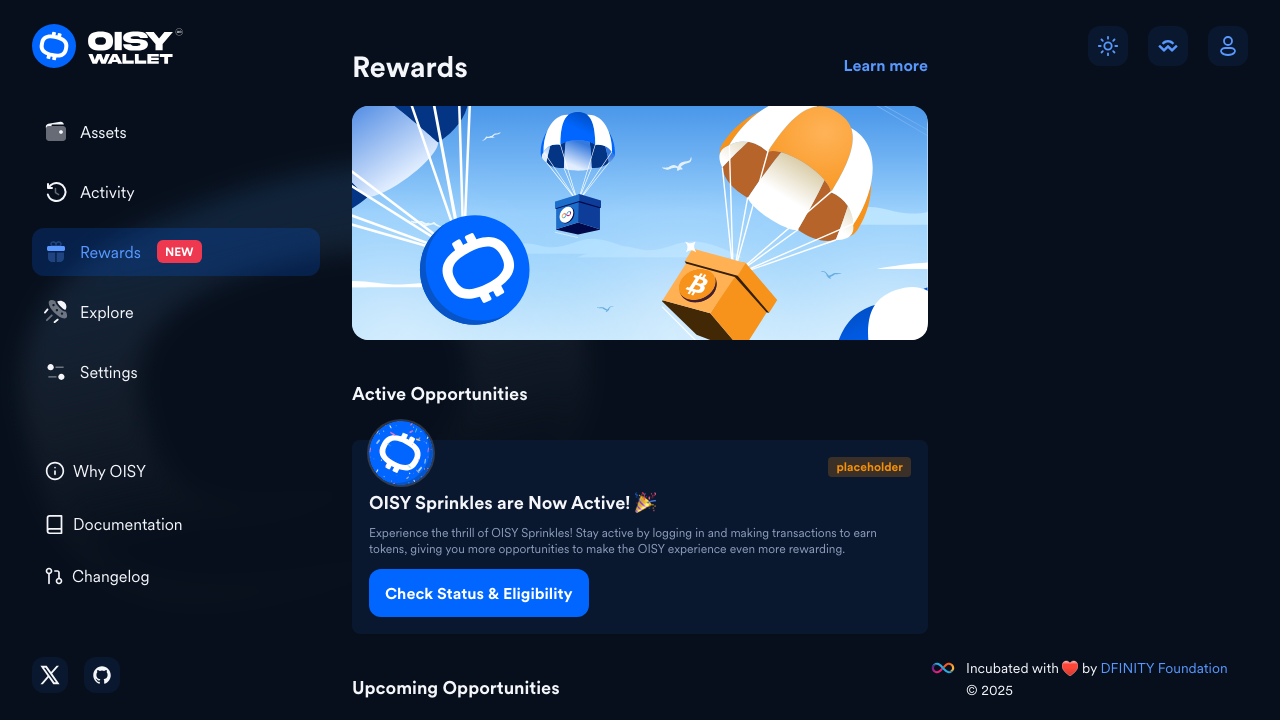 OISY
WALLET
Rewards
Learn more
Assets
Activity
Rewards NEW
Explore
Settings
Active Opportunities
placeholder
OISY Sprinkles are Now Active! 🎉
Experience the thrill of OISY Sprinkles! Stay active by logging in and making transactions to earn
tokens, giving you more opportunities to make the OISY experience even more rewarding.
Check Status & Eligibility
Why OISY
Documentation
Changelog
Upcoming Opportunities
Incubated with ❤️ by DFINITY Foundation
© 2025